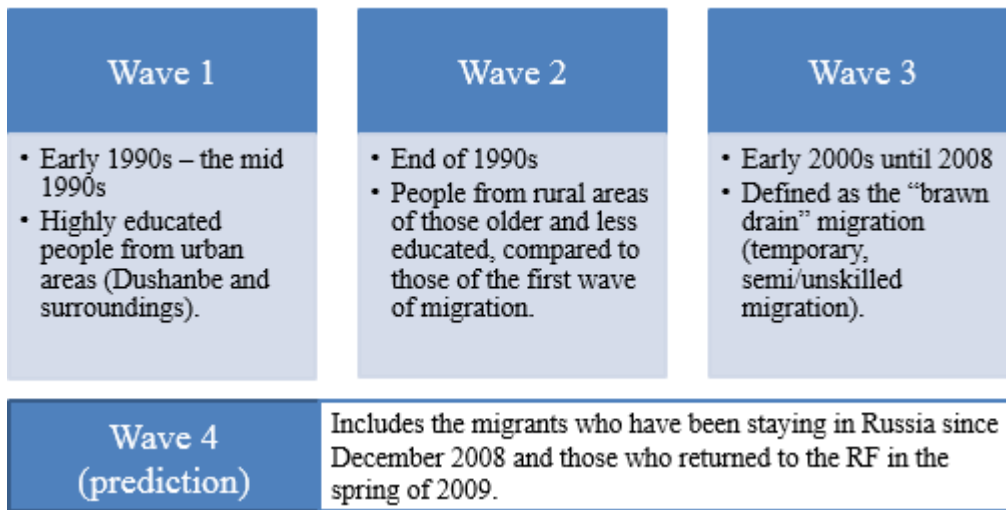 Wave 1
• Early 1990s – the mid
1990s
• Highly educated
people from urban
areas (Dushanbe and
surroundings).
Wave 2
• End of 1990s
• People from rural areas
of those older and less
educated, compared to
those of the first wave
of migration.
Wave 3
• Early 2000s until 2008
• Defined as the “brawn
drain” migration
(temporary,
semi/unskilled
migration).
Wave 4
(prediction)
Includes the migrants who have been staying in Russia since
December 2008 and those who returned to the RF in the
spring of 2009.